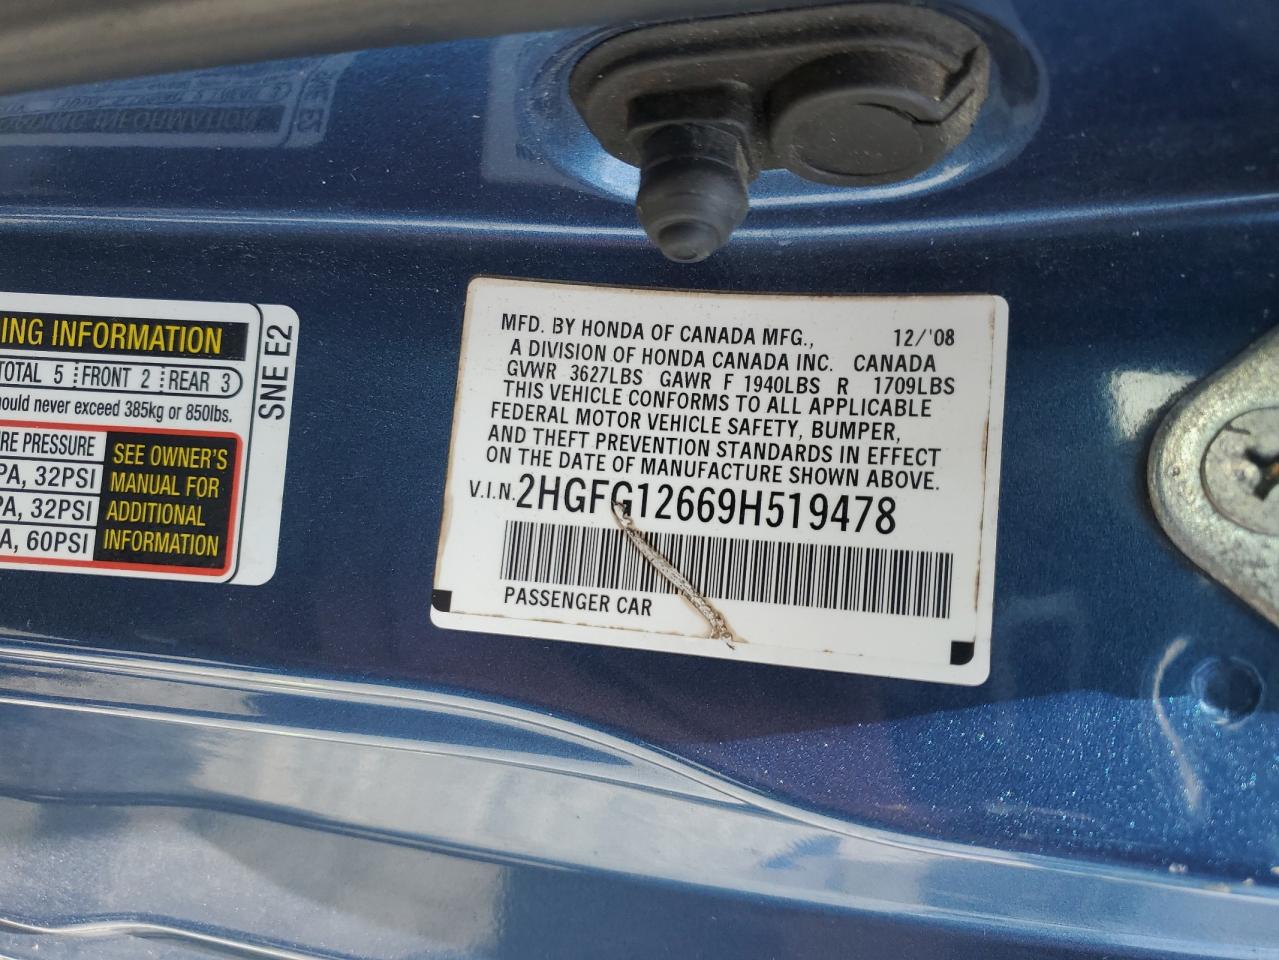 ING INFORMATION
TOTAL 5 FRONT 2 REAR 3
ould never exceed 385kg or 850lbs.
RE PRESSURE
PA, 32PSI
PA, 32PSI
A, 60PSI
SEE OWNER'S
MANUAL FOR
ADDITIONAL
INFORMATION
SNE E2
MFD. BY HONDA OF CANADA MFG., 12/'08
A DIVISION OF HONDA CANADA INC. CANADA
GVWR 3627LBS GAWR F 1940LBS R 1709LBS
THIS VEHICLE CONFORMS TO ALL APPLICABLE
FEDERAL MOTOR VEHICLE SAFETY, BUMPER,
AND THEFT PREVENTION STANDARDS IN EFFECT
ON THE DATE OF MANUFACTURE SHOWN ABOVE.
V.I.N. 2HGFG12669H519478
PASSENGER CAR